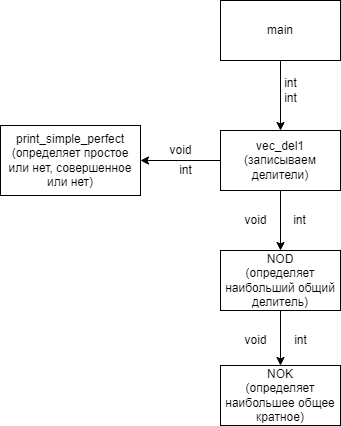 main
int
int
print_simple_perfect
(определяет простое
или нет, совершенное
или нет)
void
int
vec_del1
(записываем
делители)
void int
NOD
(определяет
наибольший общий
делитель)
void int
NOK
(определяет
наибольшее общее
кратное)